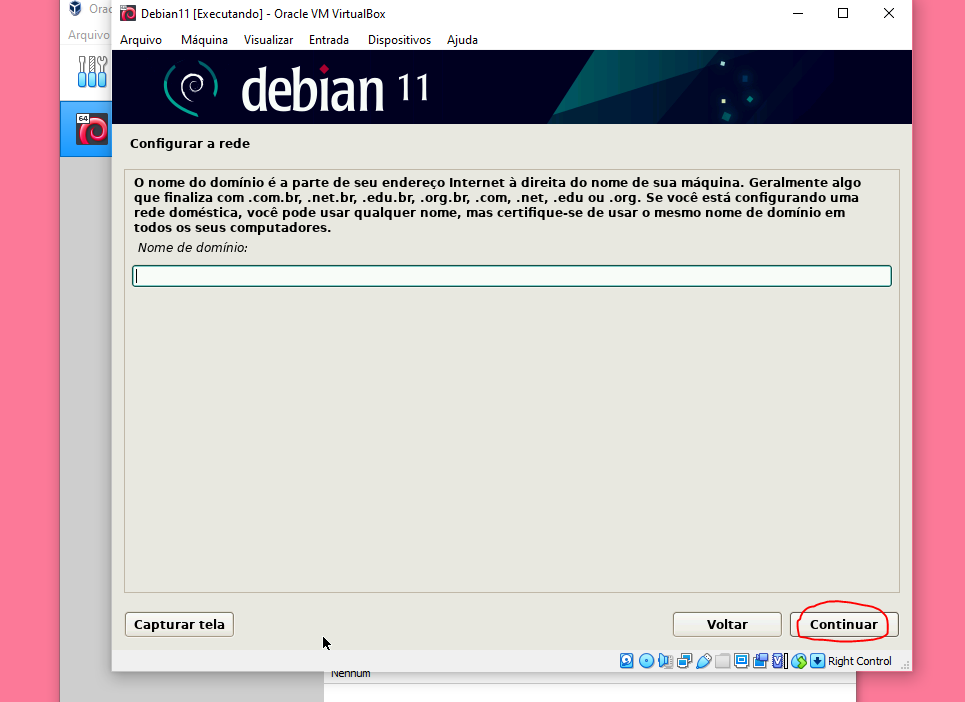 Orac
Debian11 [Executando] - Oracle VM VirtualBox
Arquivo
Arquivo Máquina Visualizar Entrada Dispositivos Ajuda
debian 11
64
Configurar a rede
O nome do domínio é a parte de seu endereço Internet à direita do nome de sua máquina. Geralmente algo
que finaliza com .com.br, .net.br, .edu.br, .org.br, .com, .net, .edu ou .org. Se você está configurando uma
rede doméstica, você pode usar qualquer nome, mas certifique-se de usar o mesmo nome de domínio em
todos os seus computadores.
Nome de domínio:
Capturar tela Voltar Continuar
Right Control
Nenhum